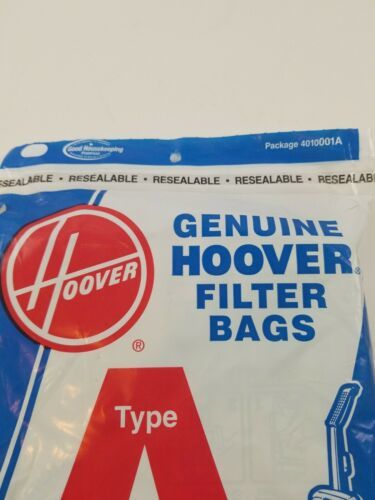 Good Housekeeping
Package 4010001A
RESEALABLE • RESEALABLE • RESEALABLE • RESEALABLE • RESEALABLE
HOOVER
®
GENUINE
HOOVER®
FILTER
BAGS
Type
A